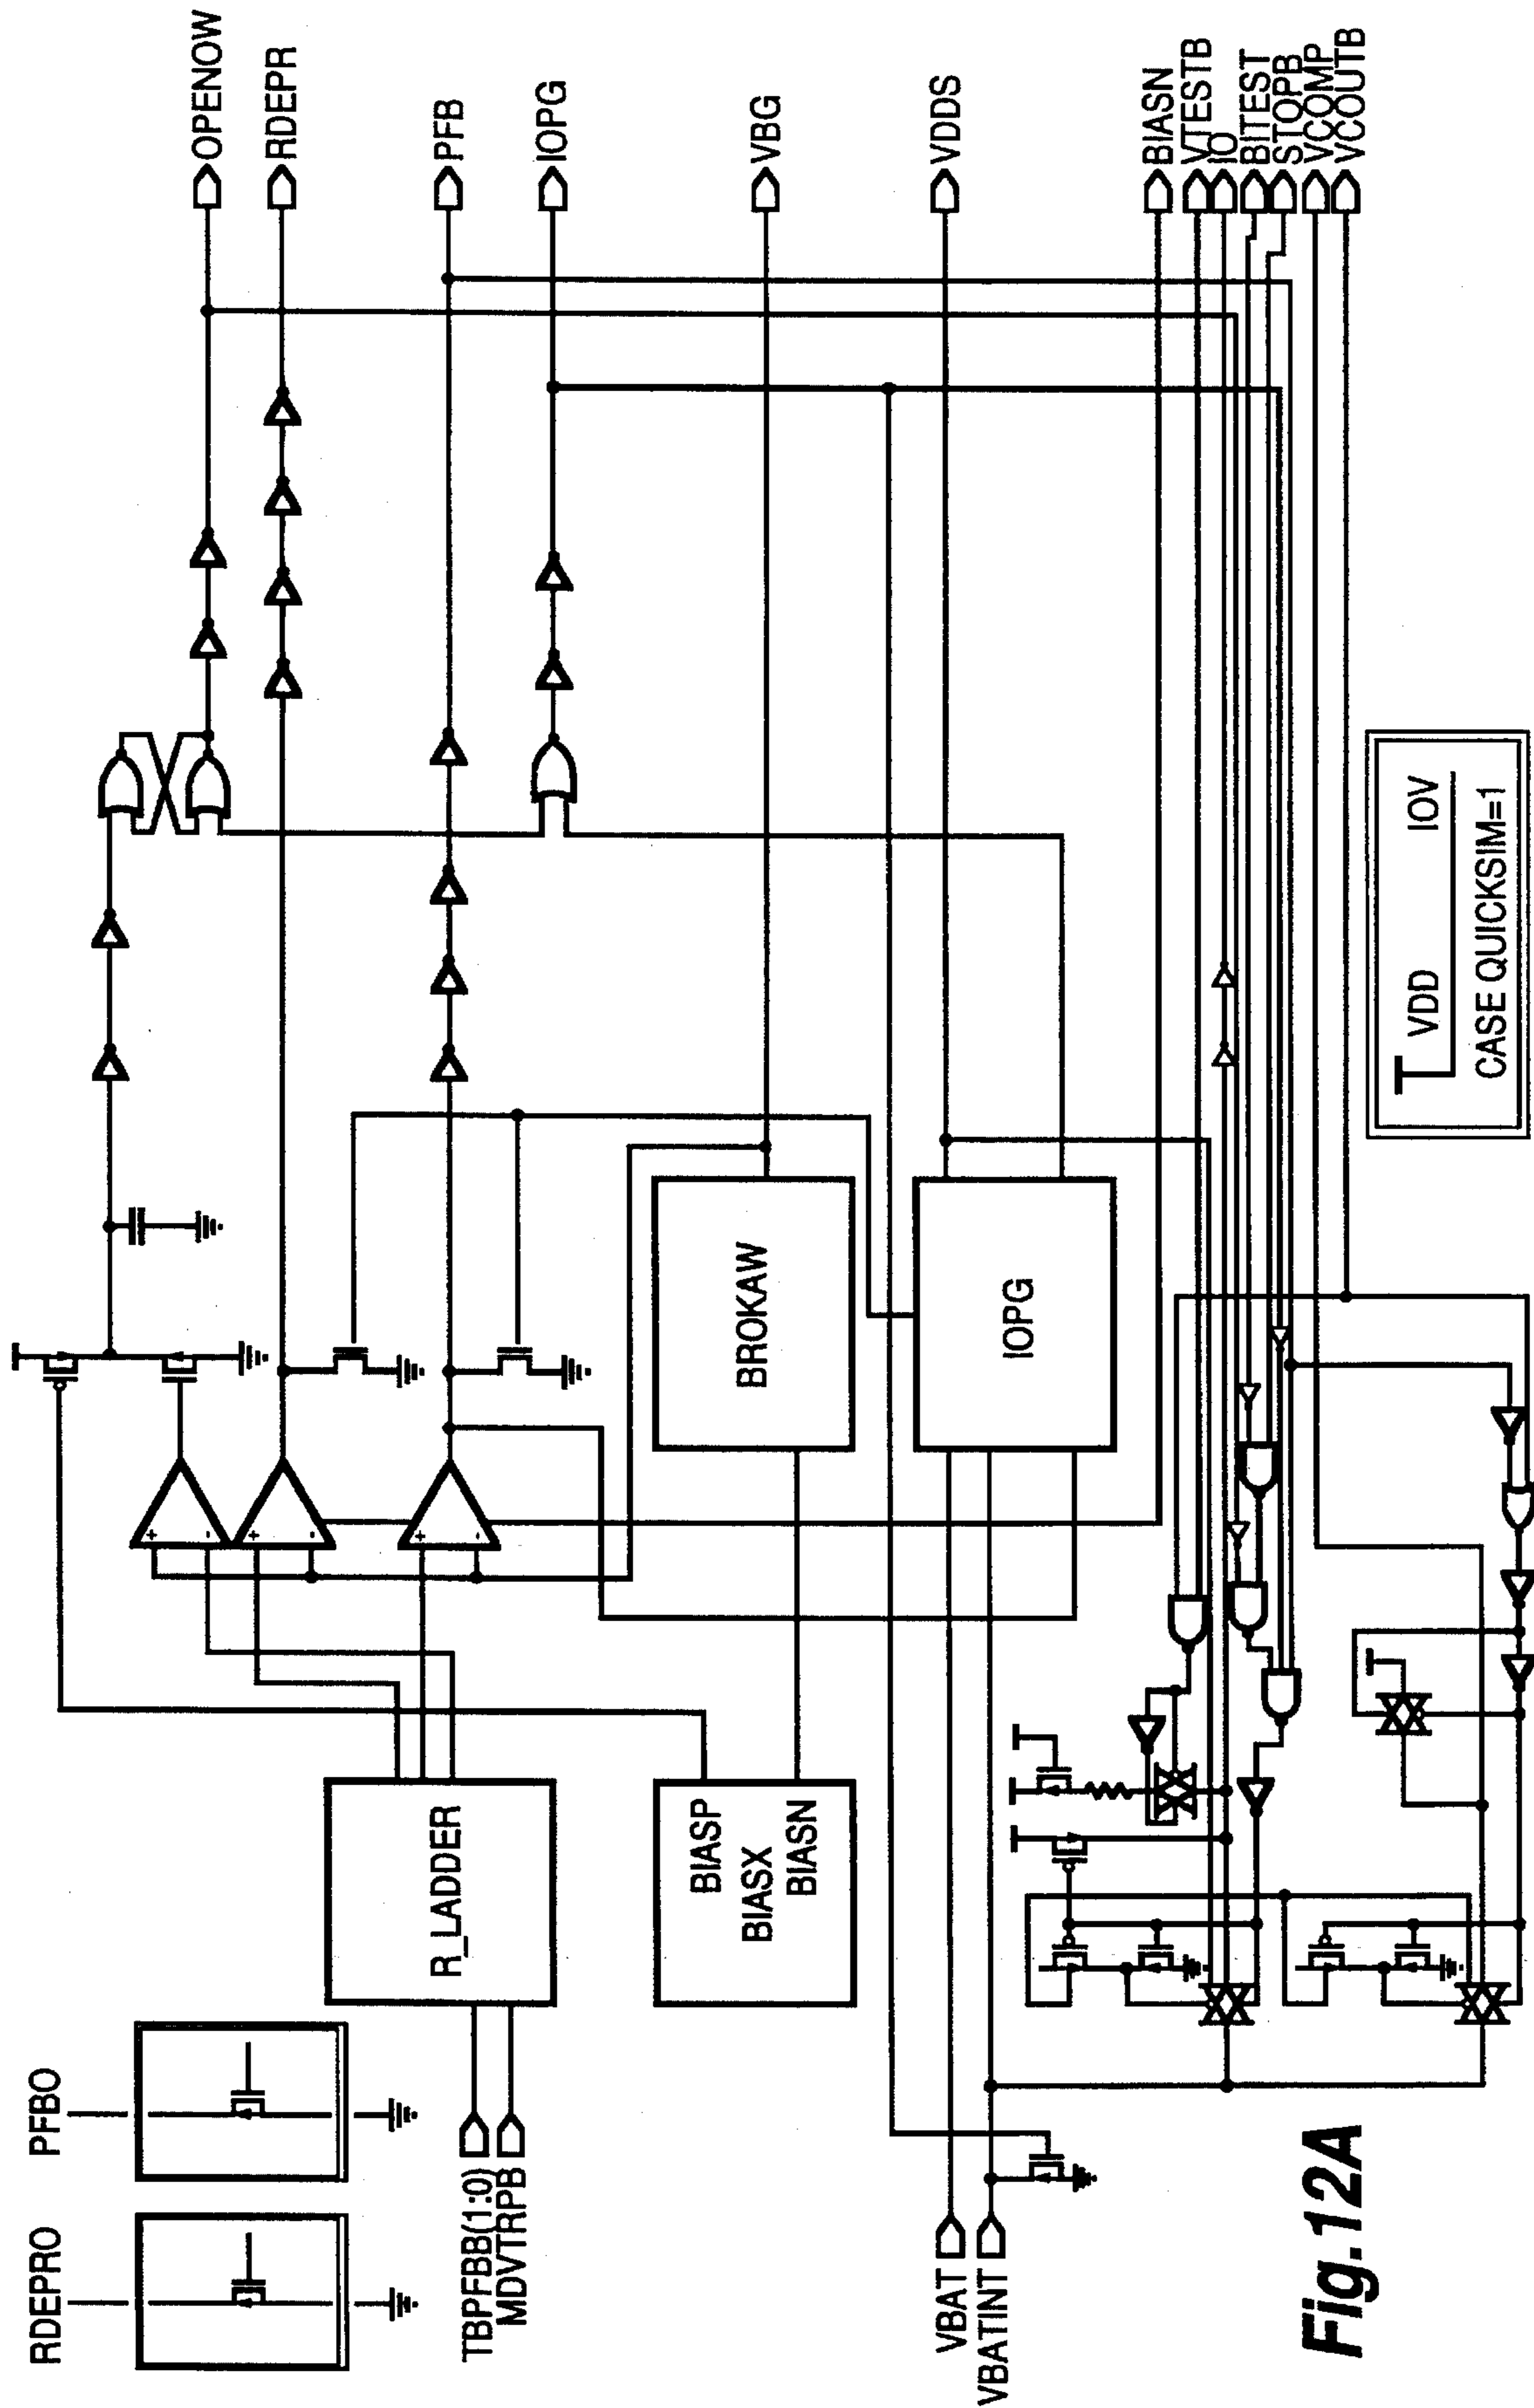 RDEPRO
PFBO
TBPFBB(1:0)
MDVTRPB
R_LADDER
BIASP
BIASX
BIASN
BROKAW
IOPG
VBAT
VBATINT
+
-
+
-
+
-
OPENOW
RDEPR
PFB
IOPG
VBG
VDDS
BIASN
VTESTB
IO
BITEST
STOPB
VCOMP
VCOUTB
VDD IOV
CASE QUICKSIM=1
Fig.12A